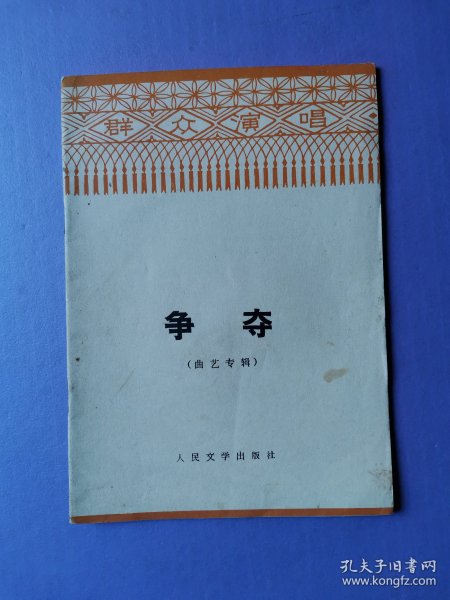 群众演唱
争夺
(曲艺专辑)
人民文学出版社
孔夫子旧书网
www.kongfz.com